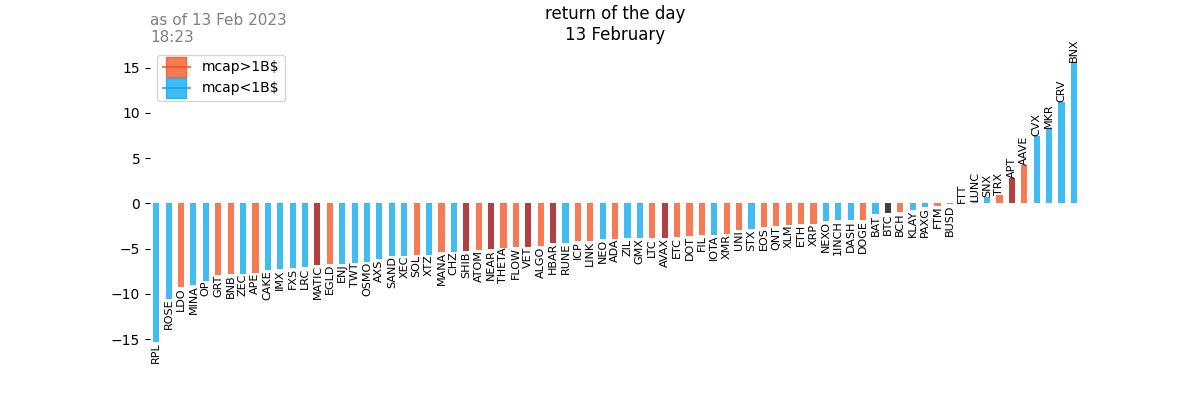 as of 13 Feb 2023
18:23
return of the day
13 February
mcap>1B$
mcap<1B$
15
10
5
0
−5
−10
−15
RPL
ROSE
LDO
MINA
OP
GRT
BNB
ZEC
APE
CAKE
IMX
FXS
LRC
MATIC
EGLD
ENJ
TWT
OSMO
AXS
SAND
XEC
SOL
XTZ
MANA
CHZ
SHIB
ATOM
NEAR
THETA
FLOW
VET
ALGO
HBAR
RUNE
ICP
LINK
NEO
ADA
ZIL
GMX
LTC
AVAX
ETC
DOT
FIL
IOTA
XMR
UNI
STX
EOS
QNT
XLM
ETH
XRP
NEXO
1INCH
DASH
DOGE
BAT
BTC
BCH
KLAY
PAXG
FTM
BUSD
FTT
LUNC
SNX
TRX
APT
AAVE
CVX
MKR
CRV
BNX